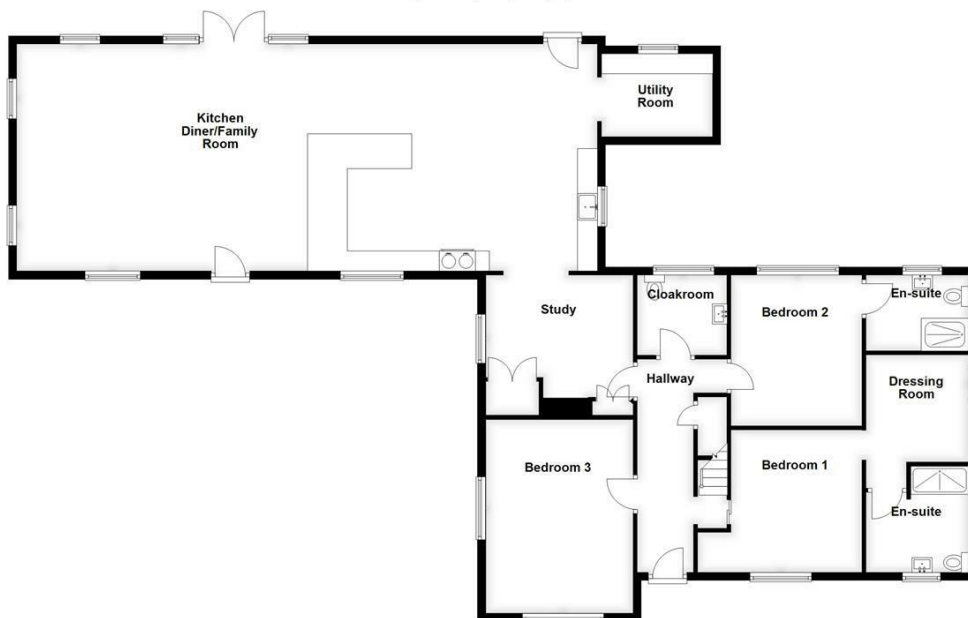 Kitchen
Diner/Family
Room
Utility
Room
Study
Cloakroom
Bedroom 2
En-suite
Hallway
Dressing
Room
Bedroom 3
Bedroom 1
En-suite